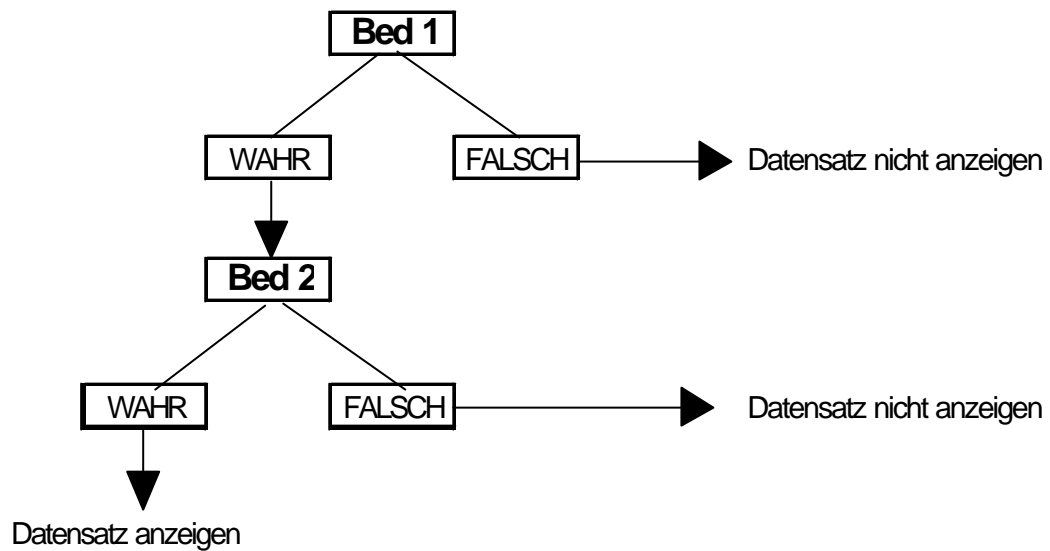 Bed 1
WAHR
FALSCH
Datensatz nicht anzeigen
Bed 2
WAHR
FALSCH
Datensatz nicht anzeigen
Datensatz anzeigen